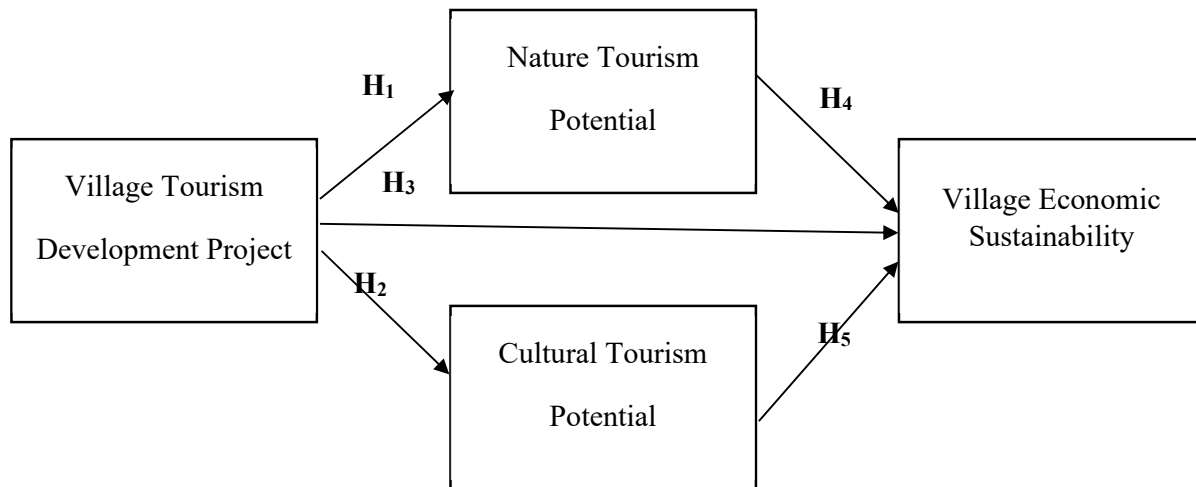 Nature Tourism
Potential
H₁
H₄
Village Tourism
Development Project
H₃
Village Economic
Sustainability
H₂
H₅
Cultural Tourism
Potential